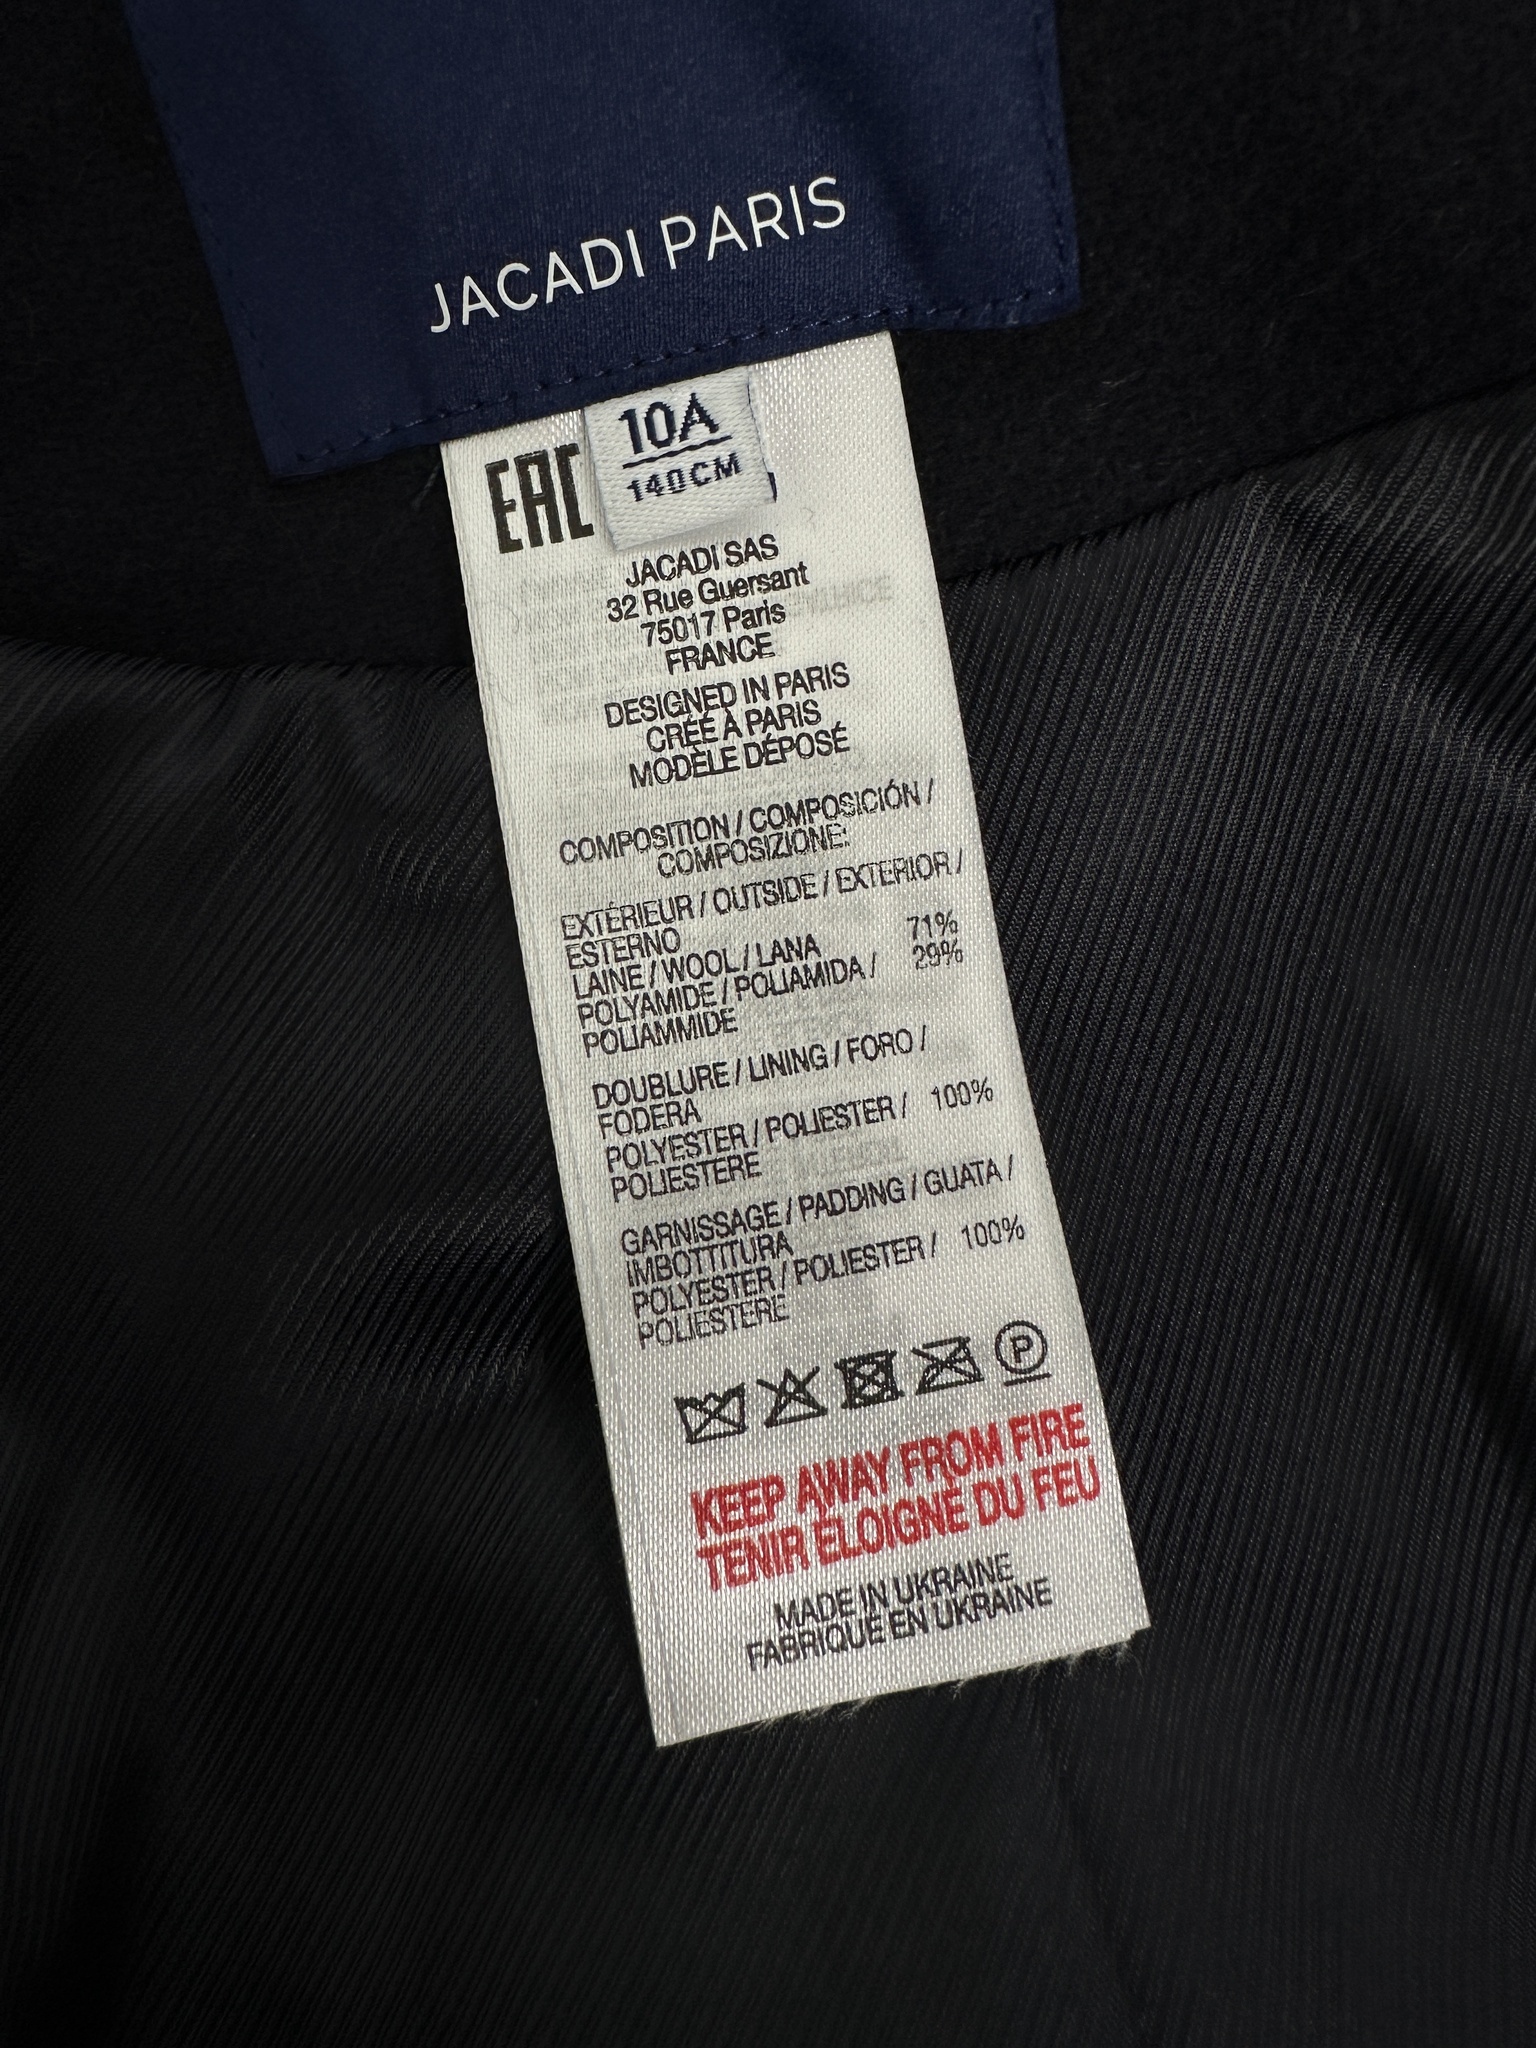 JACADI PARIS
10A
140CM
EAC
JACADI SAS
32 Rue Guersant
75017 Paris
FRANCE
DESIGNED IN PARIS
CRÉÉ À PARIS
MODÈLE DÉPOSÉ
COMPOSITION / COMPOSICIÓN /
COMPOSIZIONE:
EXTÉRIEUR / OUTSIDE / EXTERIOR /
ESTERNO
LAINE / WOOL / LANA 71%
POLYAMIDE / POLIAMIDA / 29%
POLIAMMIDE
DOUBLURE / LINING / FORO /
FODERA
POLYESTER / POLIESTER / 100%
POLIESTERE
GARNISSAGE / PADDING / GUATA /
IMBOTTITURA
POLYESTER / POLIESTER / 100%
POLIESTERE
P
KEEP AWAY FROM FIRE
TENIR ÉLOIGNÉ DU FEU
MADE IN UKRAINE
FABRIQUÉ EN UKRAINE